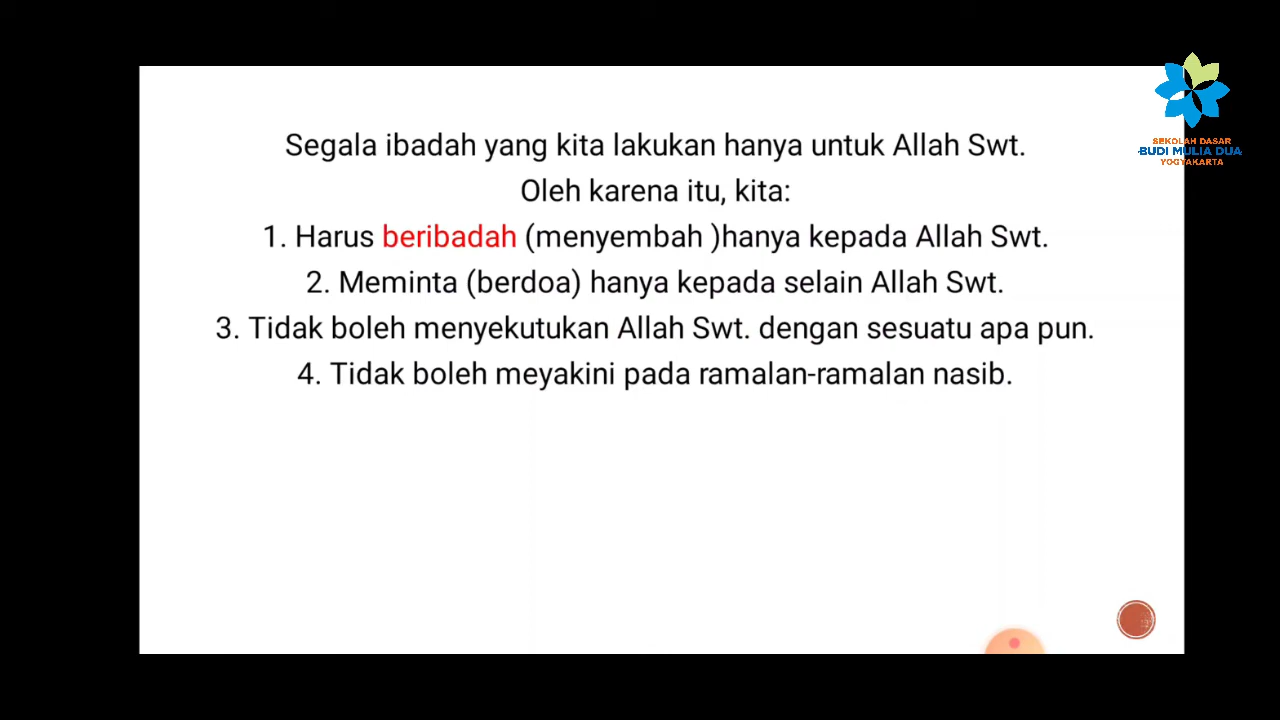 SEKOLAH DASAR
BUDI MULIA DUA
YOGYAKARTA
Segala ibadah yang kita lakukan hanya untuk Allah Swt.
Oleh karena itu, kita:
1. Harus beribadah (menyembah )hanya kepada Allah Swt.
2. Meminta (berdoa) hanya kepada selain Allah Swt.
3. Tidak boleh menyekutukan Allah Swt. dengan sesuatu apa pun.
4. Tidak boleh meyakini pada ramalan-ramalan nasib.